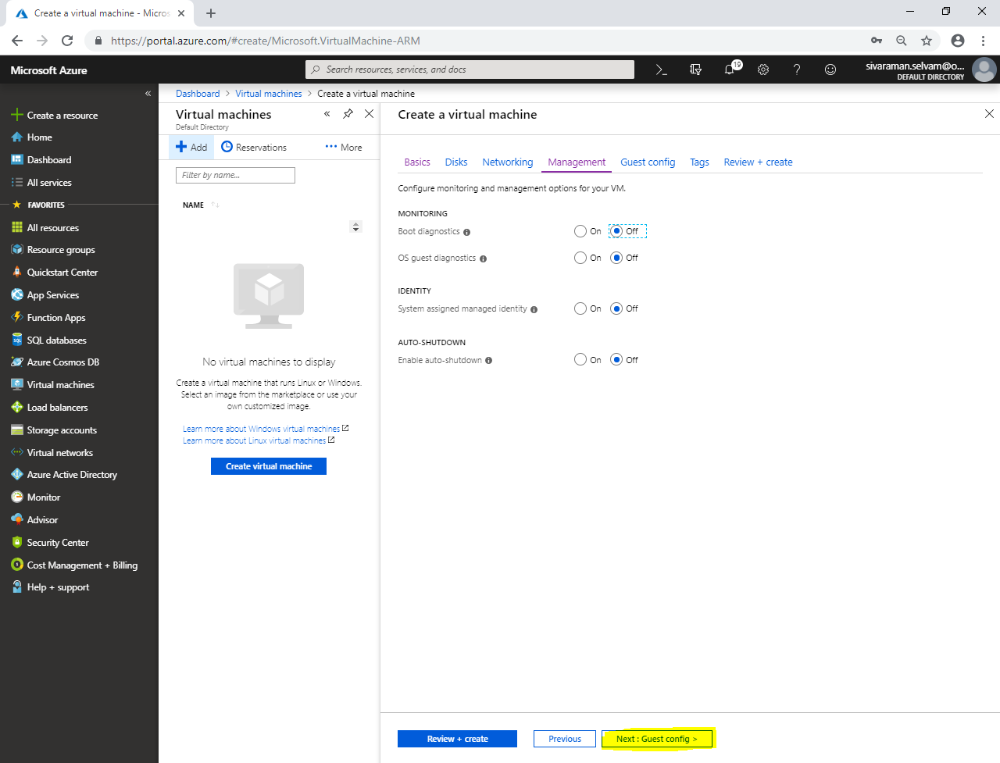 Create a virtual machine - Micros
https://portal.azure.com/#create/Microsoft.VirtualMachine-ARM
Microsoft Azure
Search resources, services, and docs
19
sivaraman.selvam@o...
DEFAULT DIRECTORY
Create a resource
Home
Dashboard
All services
FAVORITES
All resources
Resource groups
Quickstart Center
App Services
Function Apps
SQL databases
Azure Cosmos DB
Virtual machines
Load balancers
Storage accounts
Virtual networks
Azure Active Directory
Monitor
Advisor
Security Center
Cost Management + Billing
Help + support
Dashboard > Virtual machines > Create a virtual machine
Virtual machines
Default Directory
Add Reservations ••• More
Filter by name...
NAME
No virtual machines to display
Create a virtual machine that runs Linux or Windows.
Select an image from the marketplace or use your
own customized image.
Learn more about Windows virtual machines
Learn more about Linux virtual machines
Create virtual machine
Create a virtual machine
Basics Disks Networking Management Guest config Tags Review + create
Configure monitoring and management options for your VM.
MONITORING
Boot diagnostics On Off
OS guest diagnostics On Off
IDENTITY
System assigned managed identity On Off
AUTO-SHUTDOWN
Enable auto-shutdown On Off
Review + create Previous Next : Guest config >